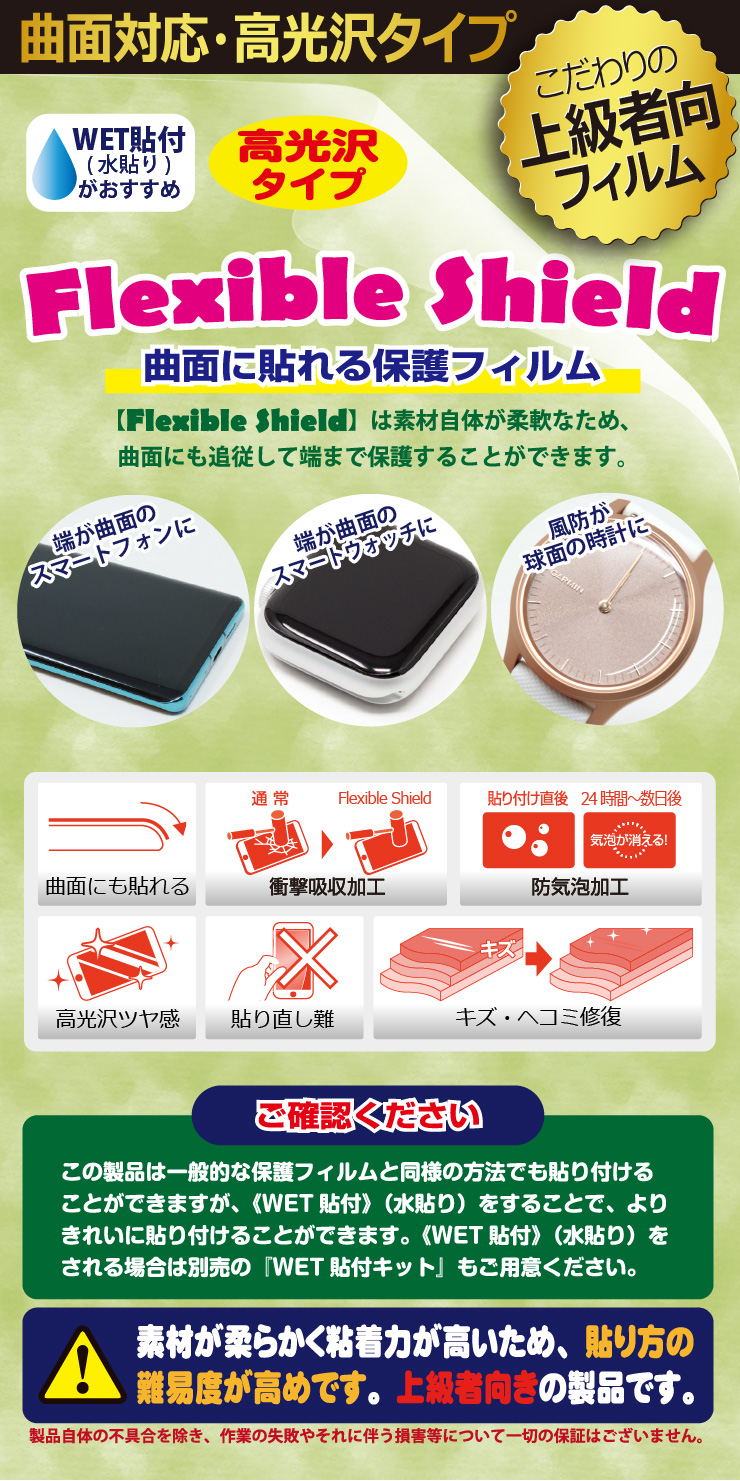 曲面対応・高光沢タイプ
こだわりの
上級者向
フィルム
WET貼付
(水貼り)
がおすすめ
高光沢
タイプ
Flexible Shield
曲面に貼れる保護フィルム
【Flexible Shield】は素材自体が柔軟なため、
曲面にも追従して端まで保護することができます。
端が曲面の
スマートフォンに
端が曲面の
スマートウォッチに
風防が
球面の時計に
GARMIN
曲面にも貼れる
通常
Flexible Shield
衝撃吸収加工
貼り付け直後
24時間～数日後
気泡が消える!
防気泡加工
高光沢ツヤ感
貼り直し難
キズ
キズ・ヘコミ修復
ご確認ください
この製品は一般的な保護フィルムと同様の方法でも貼り付ける
ことができますが、《WET貼付》（水貼り）をすることで、より
きれいに貼り付けることができます。《WET貼付》（水貼り）を
される場合は別売の『WET貼付キット』もご用意ください。
素材が柔らかく粘着力が高いため、貼り方の
難易度が高めです。上級者向きの製品です。
製品自体の不具合を除き、作業の失敗やそれに伴う損害等について一切の保証はございません。